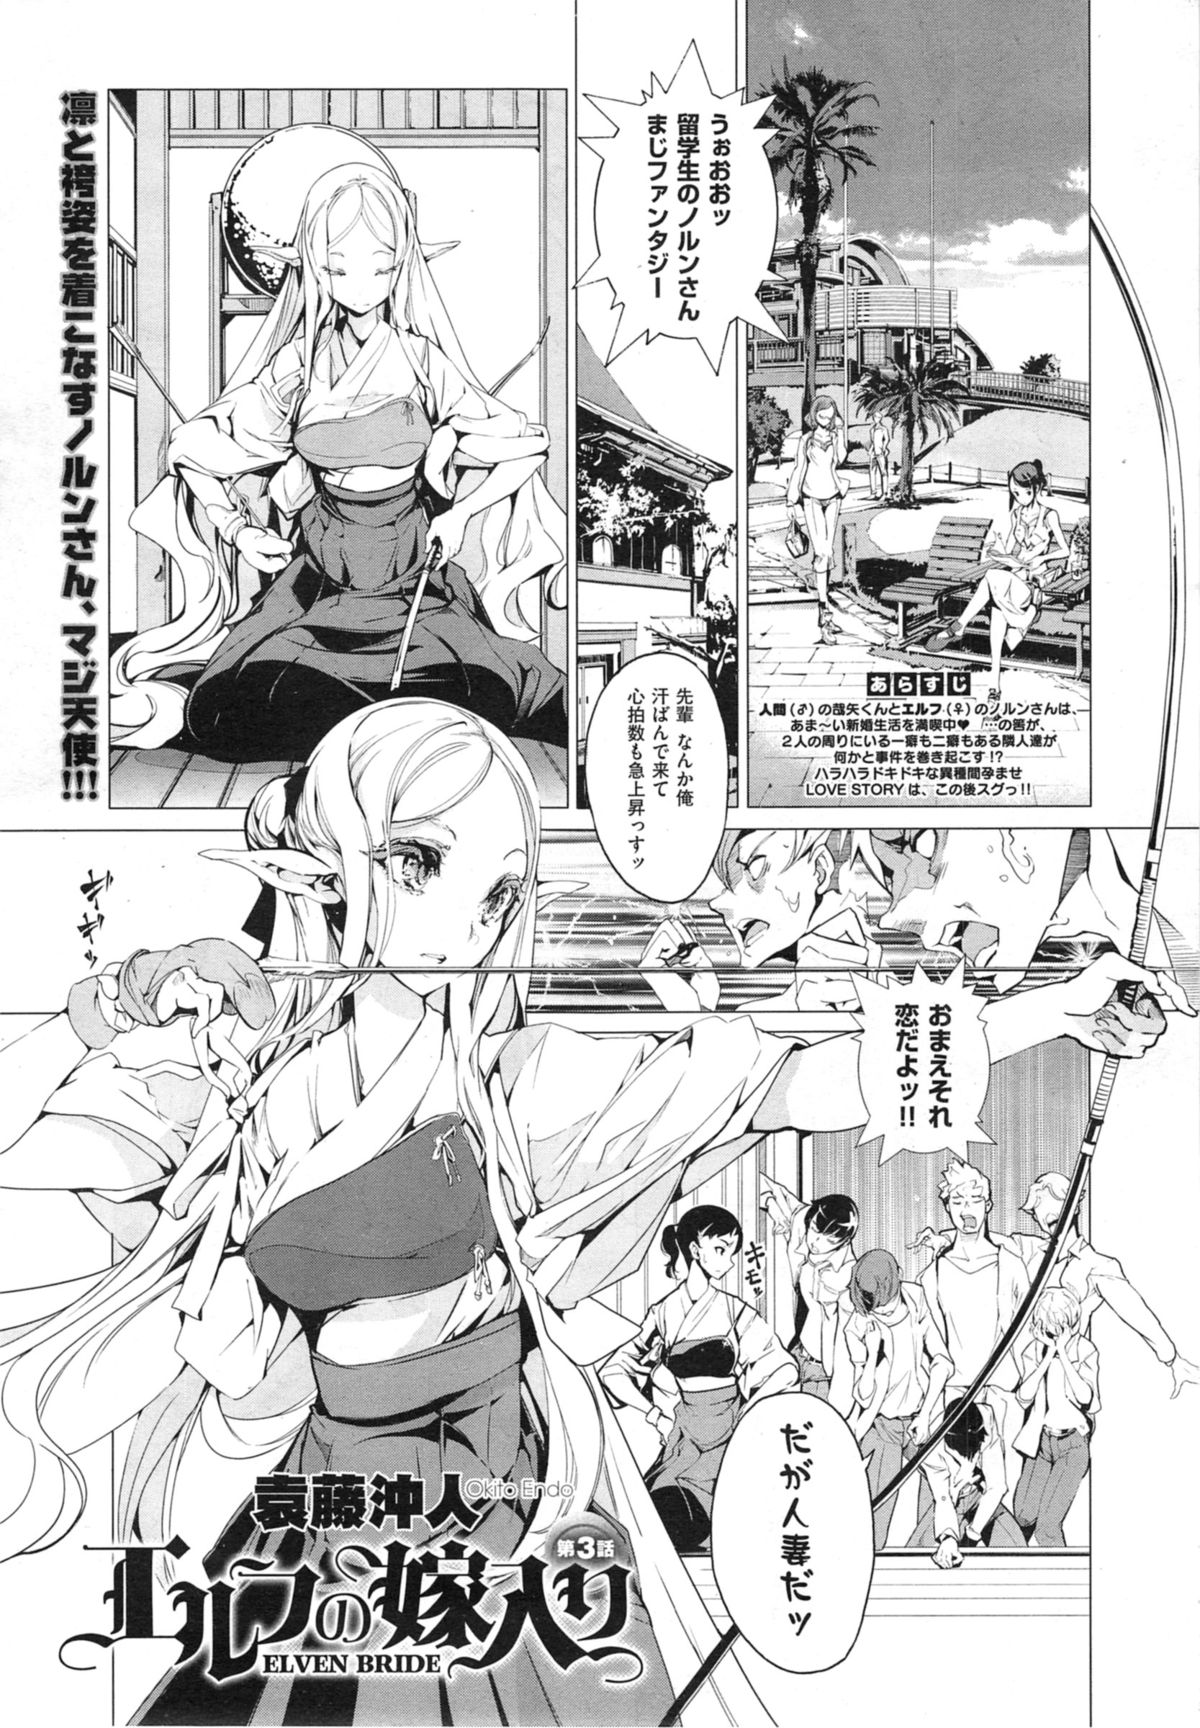 あらすじ
人間(♂)の哉矢くんとエルフ(♀)のノルンさんは、
あま〜い新婚生活を満喫中♥ …の筈が、
2人の周りにいる一癖も二癖もある隣人達が
何かと事件を巻き起こす!?
ハラハラドキドキな異種間孕ませ
LOVE STORYは、この後スグっ!!
うぉおおッ
留学生のノルンさん
まじファンタジー
凛と袴姿を着こなすノルンさん、マジ天使!!!
先輩 なんか俺
汗ばんで来て
心拍数も急上昇っすッ
ギギッ
おまえそれ
恋だよッ!!
キモッ
だが人妻だッ
袁藤沖人
Okito Endo
第3話
エルフの嫁入り
ELVEN BRIDE